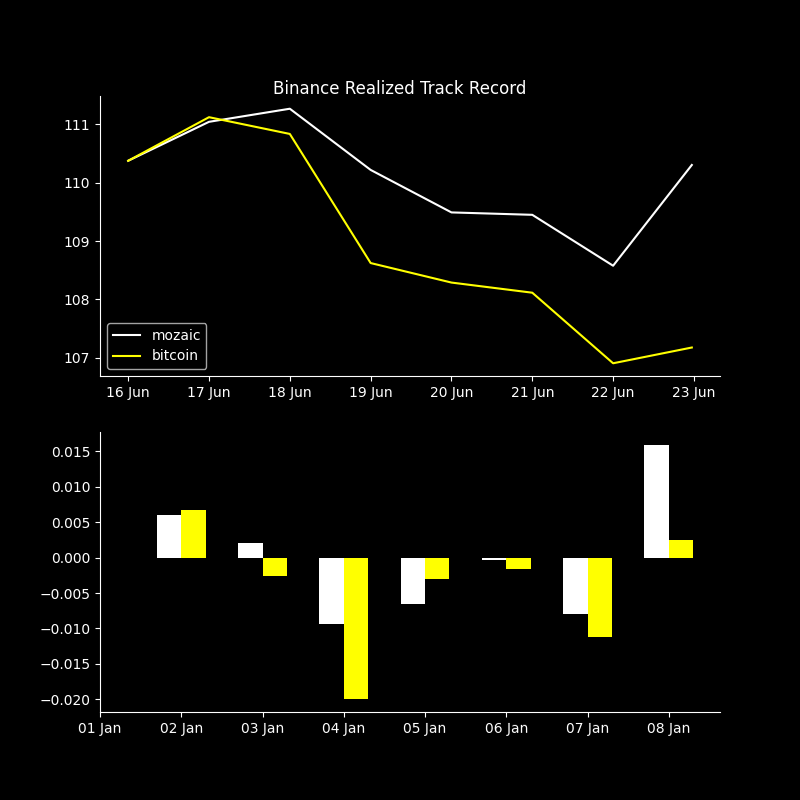 Binance Realized Track Record
111
110
109
108
107
mozaic
bitcoin
16 Jun 17 Jun 18 Jun 19 Jun 20 Jun 21 Jun 22 Jun 23 Jun
0.015
0.010
0.005
0.000
−0.005
−0.010
−0.015
−0.020
01 Jan 02 Jan 03 Jan 04 Jan 05 Jan 06 Jan 07 Jan 08 Jan